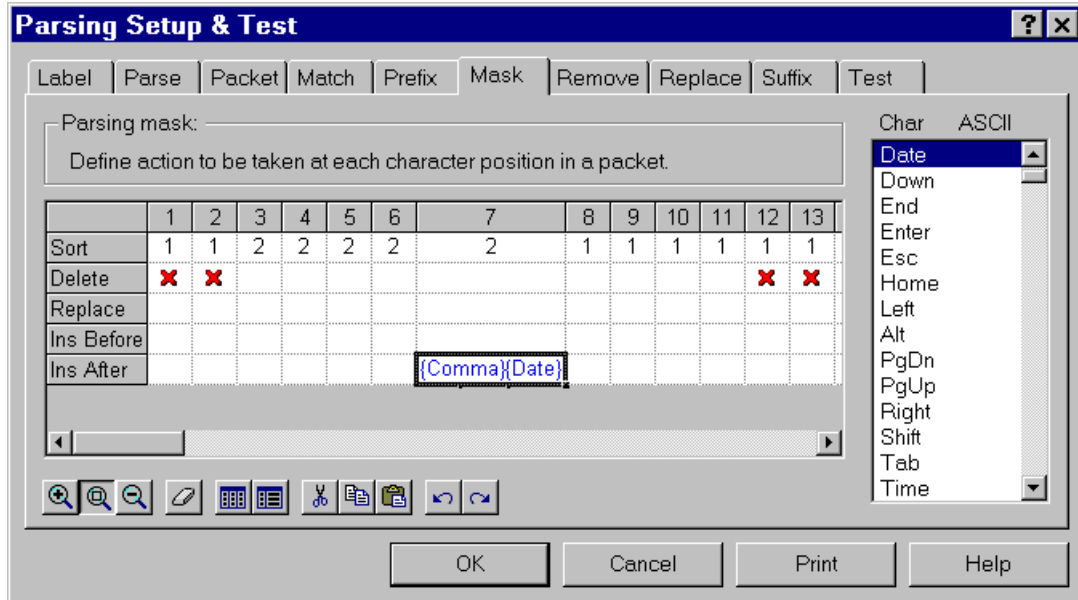 Parsing Setup & Test
Label Parse Packet Match Prefix Mask Remove Replace Suffix Test
Parsing mask:
Define action to be taken at each character position in a packet.
1 2 3 4 5 6 7 8 9 10 11 12 13
Sort 1 1 2 2 2 2 2 1 1 1 1 1 1
Delete
Replace
Ins Before
Ins After {Comma}{Date}
Char ASCII
Date
Down
End
Enter
Esc
Home
Left
Alt
PgDn
PgUp
Right
Shift
Tab
Time
OK Cancel Print Help